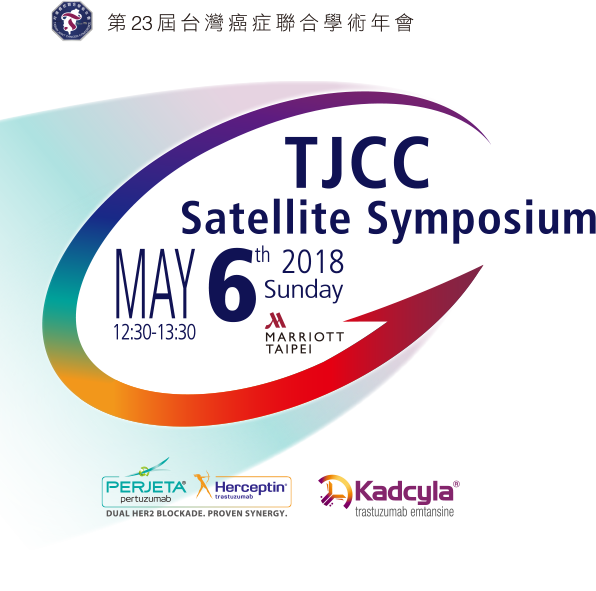 第23屆台灣癌症聯合學術年會
TJCC
Satellite Symposium
MAY 6th 2018
Sunday
12:30-13:30
MARRIOTT
TAIPEI
PERJETA®
pertuzumab
Herceptin®
trastuzumab
DUAL HER2 BLOCKADE. PROVEN SYNERGY.
Kadcyla®
trastuzumab emtansine